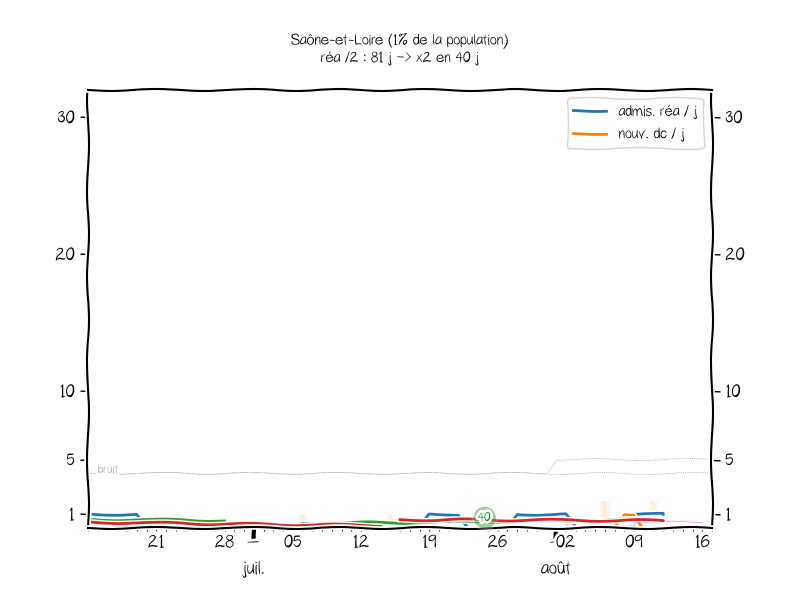 Saône-et-Loire (1% de la population)
réa /2 : 81 j -> x2 en 40 j
admis. réa / j
nouv. dc / j
30
30
20
20
10
10
5
5
bruit
1
1
40
21
28
05
12
19
26
02
09
16
juil.
août